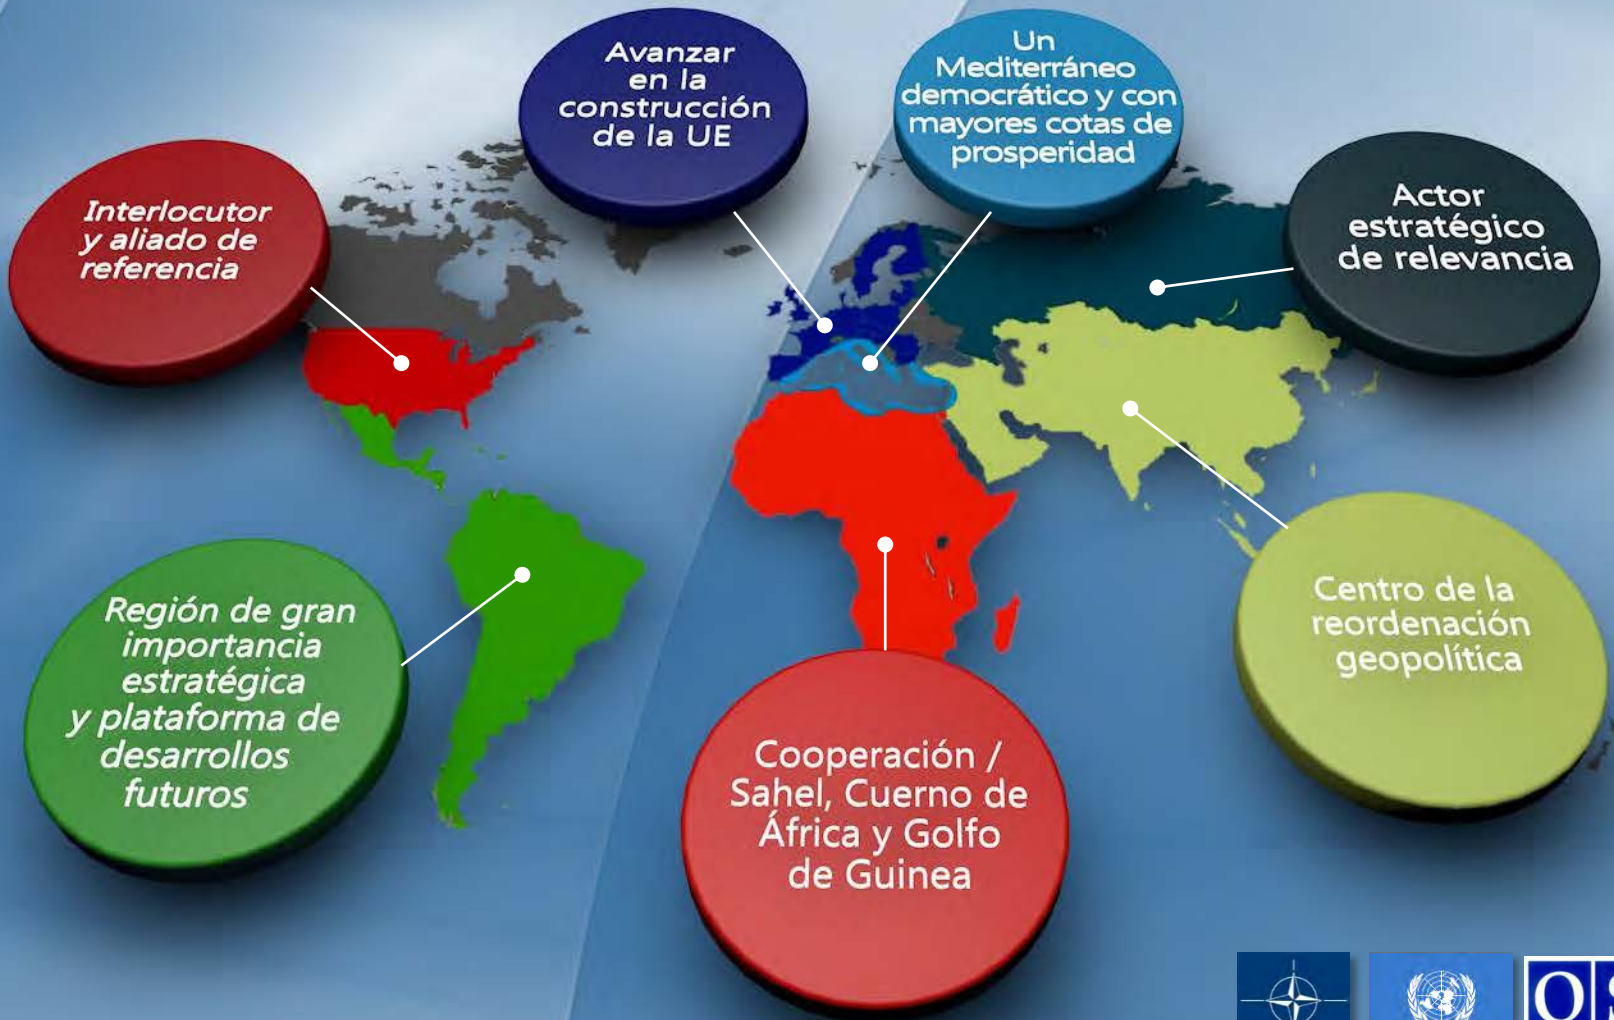 Avanzar
en la
construcción
de la UE
Un
Mediterráneo
democrático y con
mayores cotas de
prosperidad
Interlocutor
y aliado de
referencia
Actor
estratégico
de relevancia
Región de gran
importancia
estratégica
y plataforma de
desarrollos
futuros
Cooperación /
Sahel, Cuerno de
África y Golfo
de Guinea
Centro de la
reordenación
geopolítica
OS